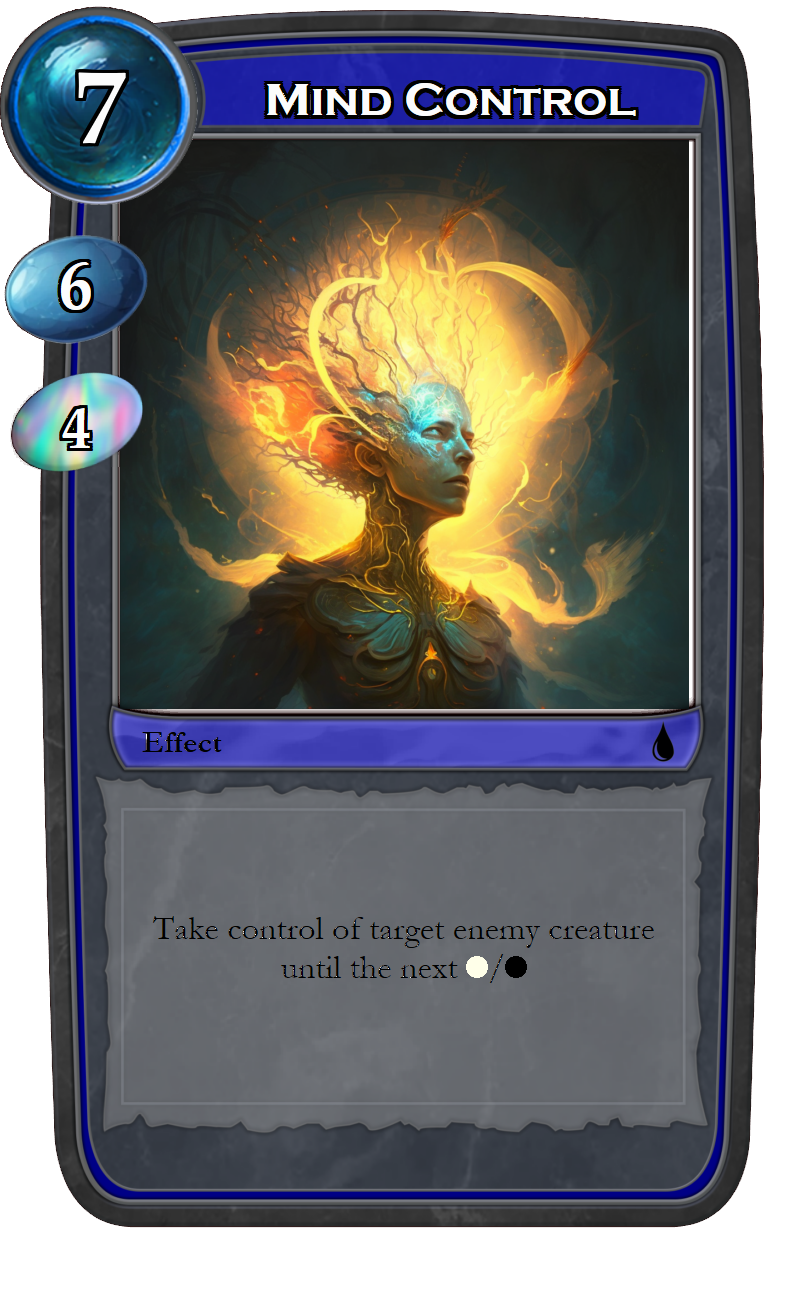 7
MIND CONTROL
6
4
Effect
Take control of target enemy creature
until the next /